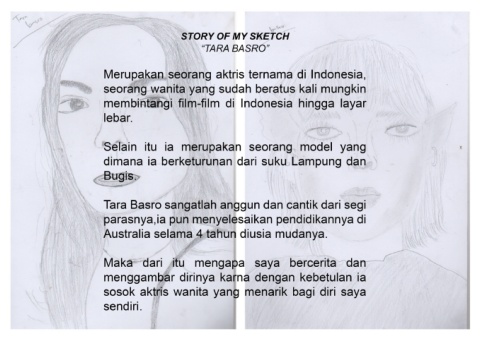 Tara
Basro
STORY OF MY SKETCH
"TARA BASRO"
Merupakan seorang aktris ternama di Indonesia,
seorang wanita yang sudah beratus kali mungkin
membintangi film-film di Indonesia hingga layar
lebar.
Selain itu ia merupakan seorang model yang
dimana ia berketurunan dari suku Lampung dan
Bugis.
Tara Basro sangatlah anggun dan cantik dari segi
parasnya,ia pun menyelesaikan pendidikannya di
Australia selama 4 tahun diusia mudanya.
Maka dari itu mengapa saya bercerita dan
menggambar dirinya karna dengan kebetulan ia
sosok aktris wanita yang menarik bagi diri saya
sendiri.